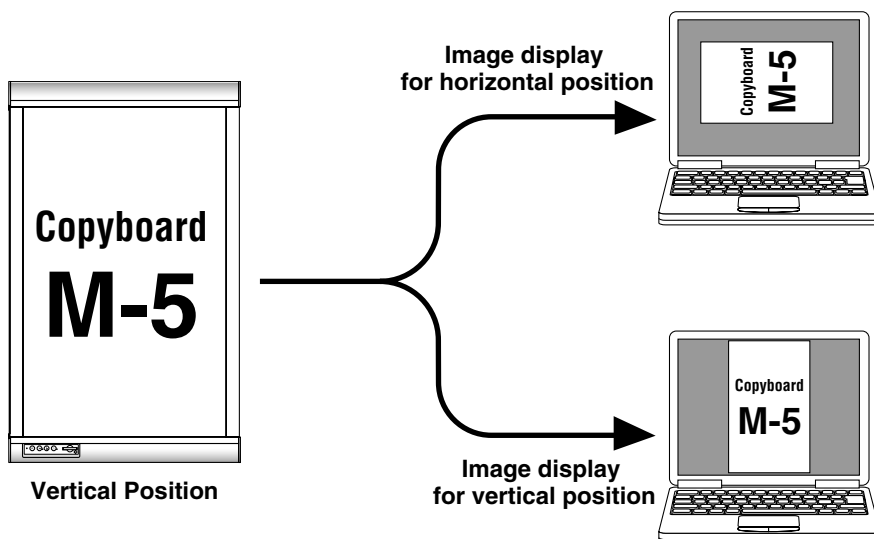 Image display
for horizontal position
Copyboard
M-5
Copyboard
M-5
Vertical Position
Copyboard
M-5
Image display
for vertical position